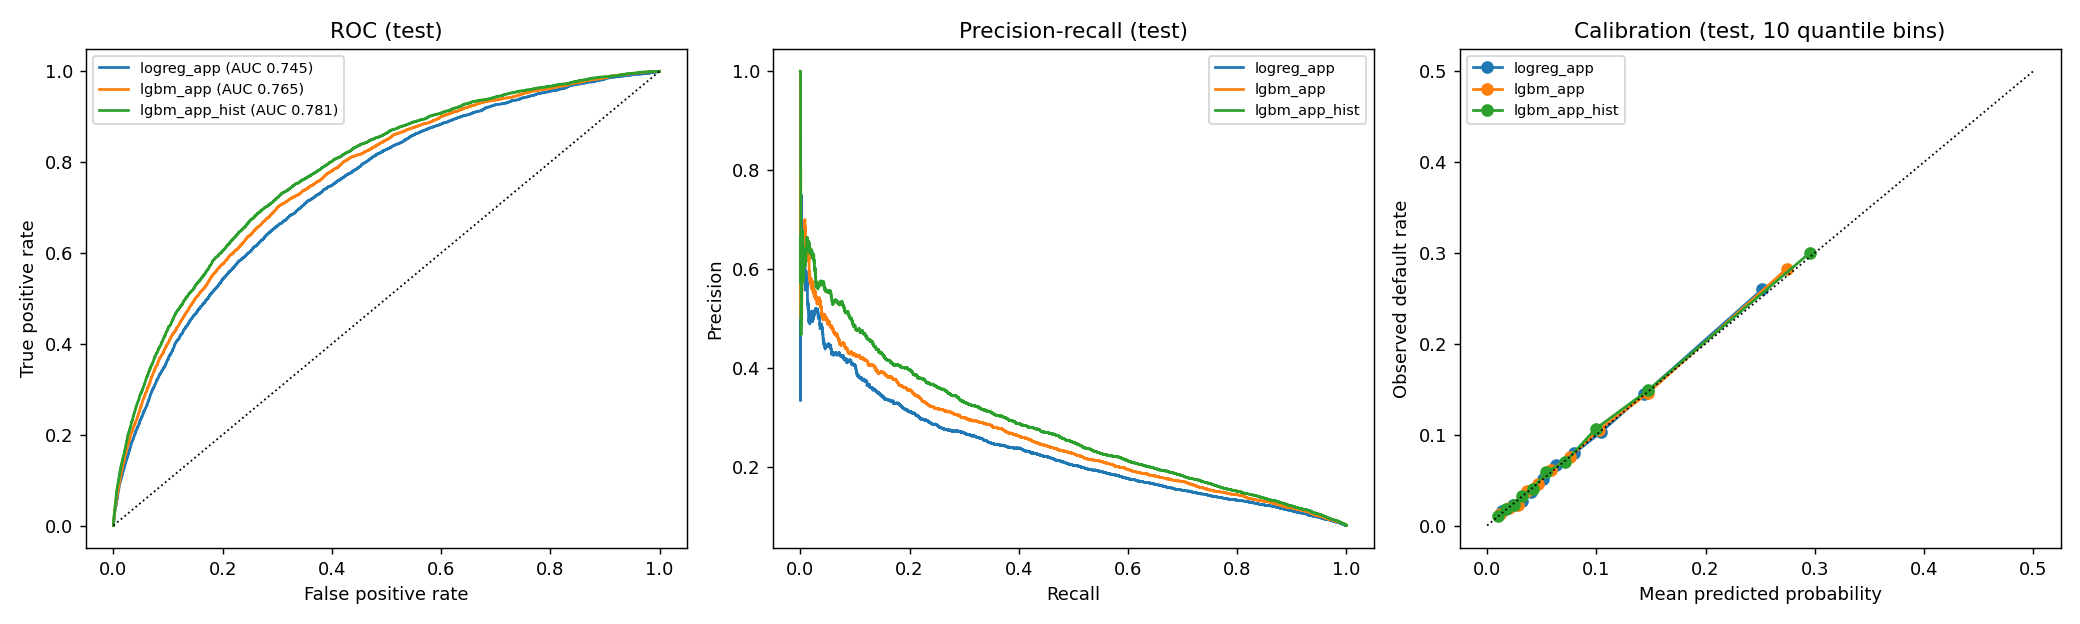 ROC (test)
logreg_app (AUC 0.745)
lgbm_app (AUC 0.765)
lgbm_app_hist (AUC 0.781)
1.0
0.8
0.6
0.4
0.2
0.0
True positive rate
0.0 0.2 0.4 0.6 0.8 1.0
False positive rate
Precision-recall (test)
logreg_app
lgbm_app
lgbm_app_hist
1.0
0.8
0.6
0.4
0.2
Precision
0.0 0.2 0.4 0.6 0.8 1.0
Recall
Calibration (test, 10 quantile bins)
logreg_app
lgbm_app
lgbm_app_hist
0.5
0.4
0.3
0.2
0.1
0.0
Observed default rate
0.0 0.1 0.2 0.3 0.4 0.5
Mean predicted probability